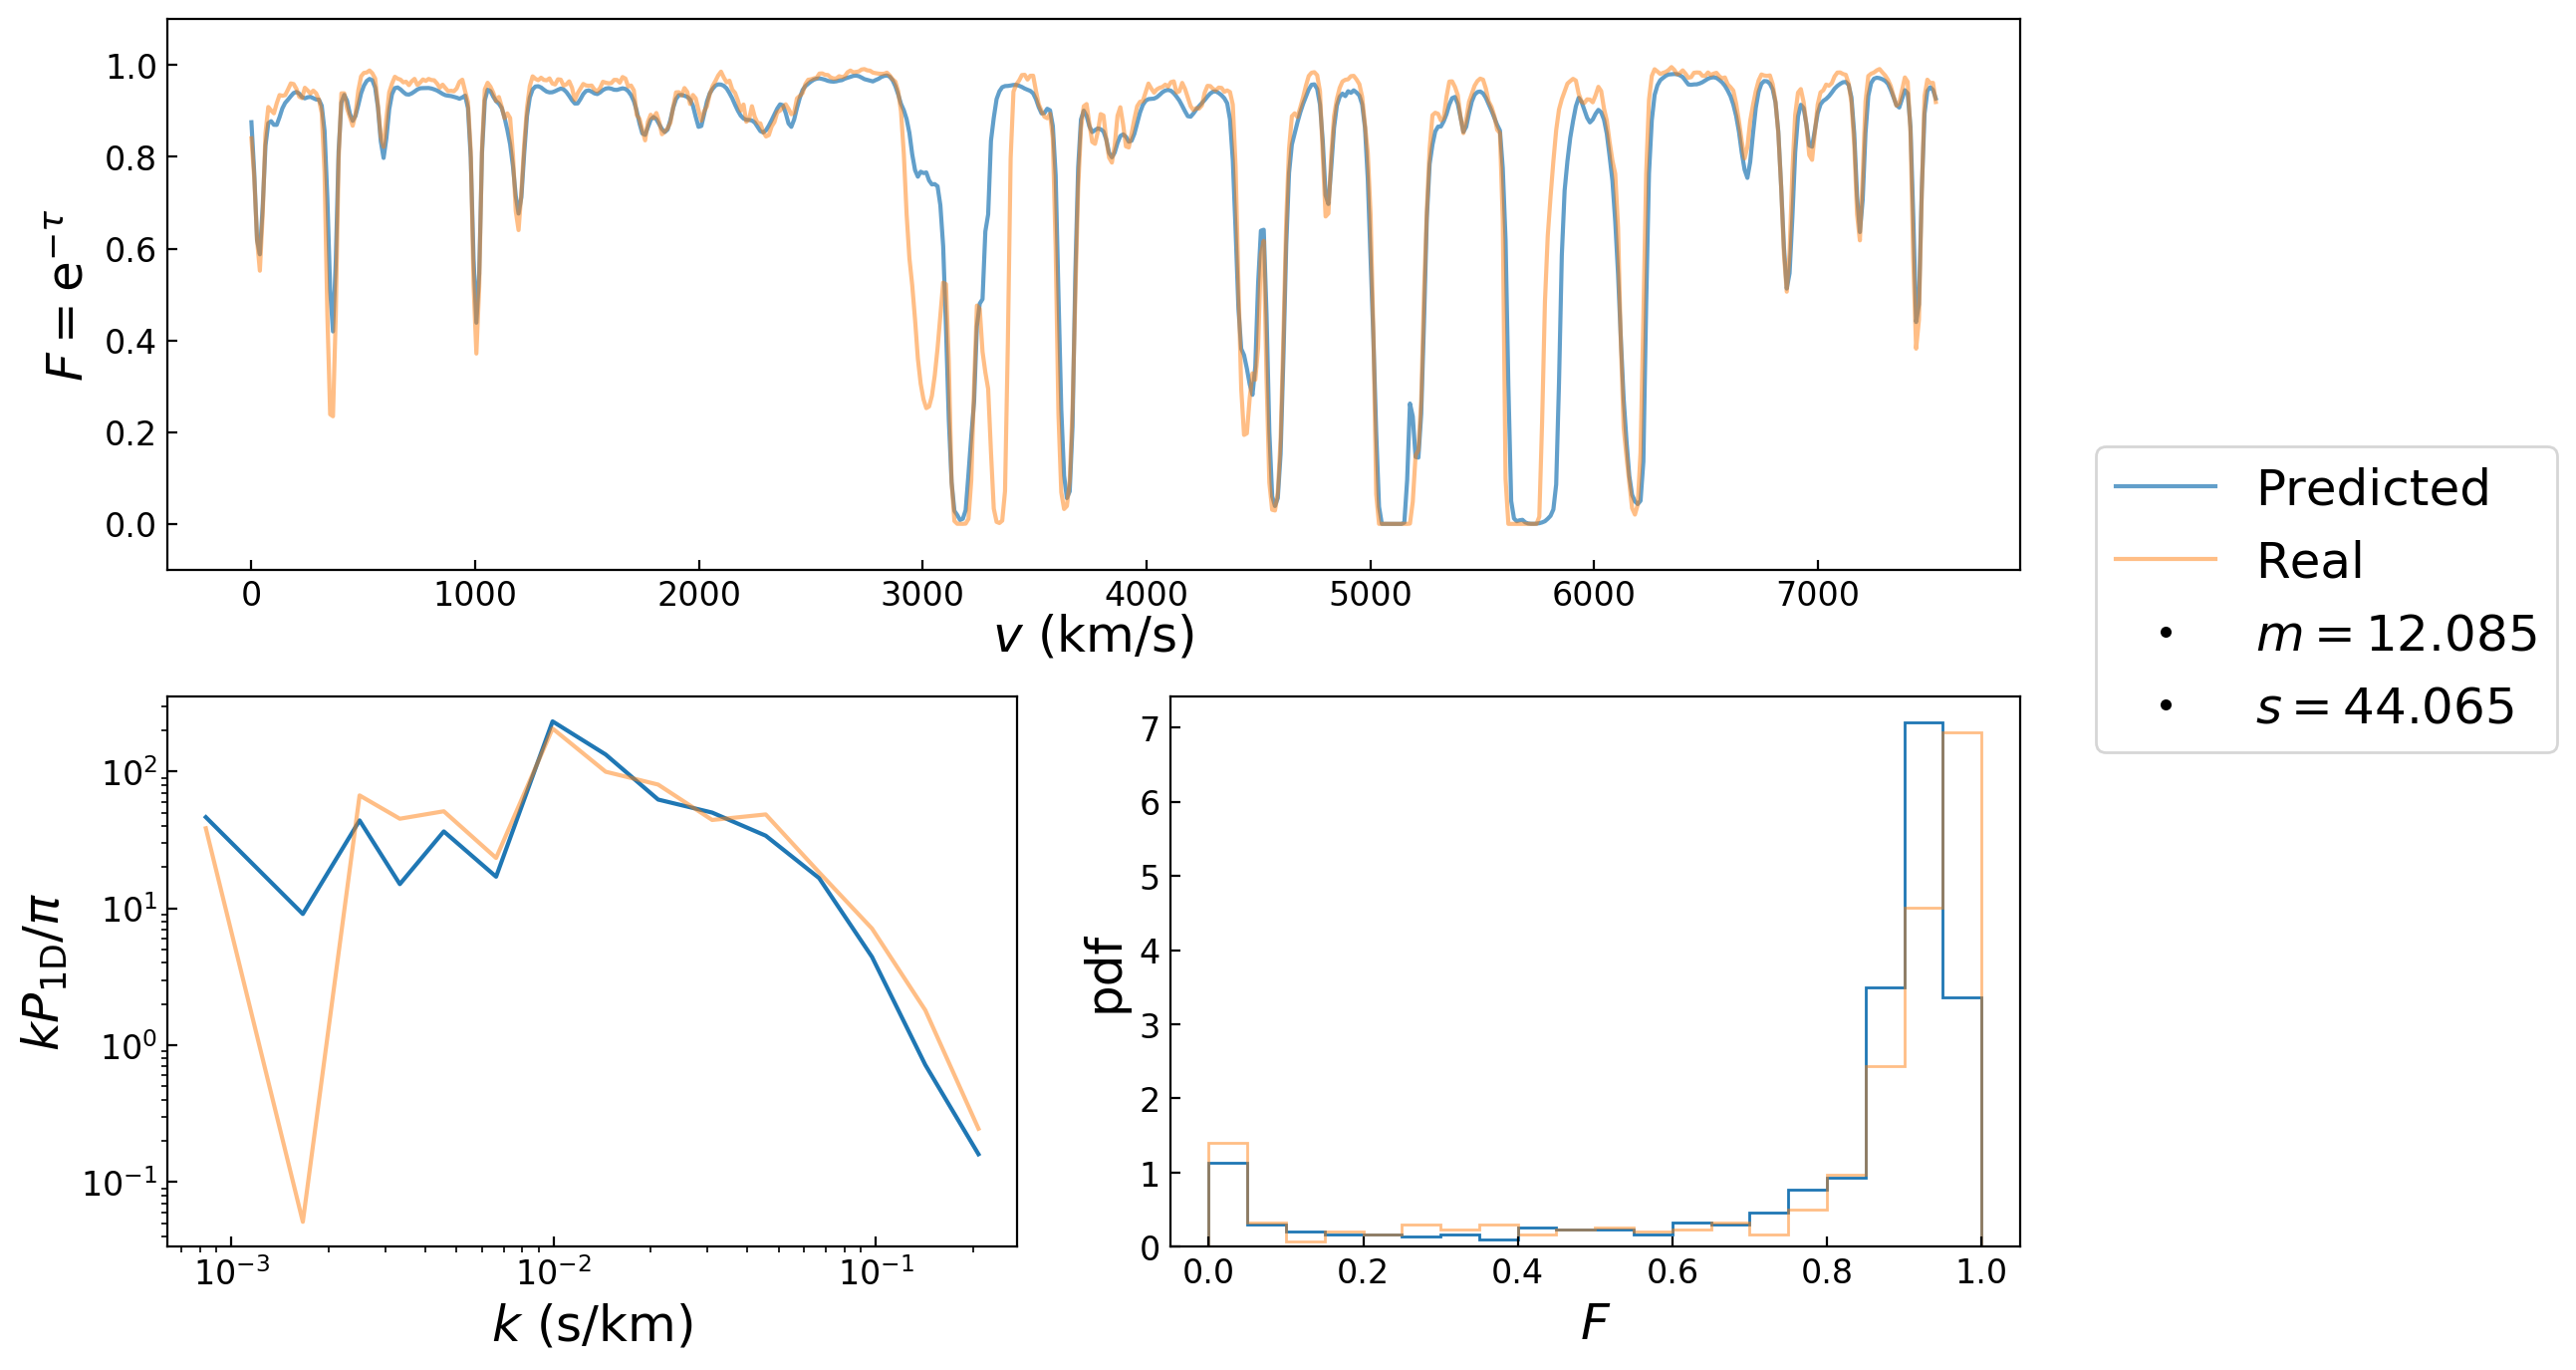 1.0
0.8
0.6
0.4
0.2
0.0
F = e^{-τ}
0 1000 2000 3000 4000 5000 6000 7000
v (km/s)
Predicted
Real
m = 12.085
s = 44.065
10^2
10^1
10^0
10^{-1}
kP_{1D}/π
10^{-3} 10^{-2} 10^{-1}
k (s/km)
7
6
5
4
3
2
1
0
pdf
0.0 0.2 0.4 0.6 0.8 1.0
F